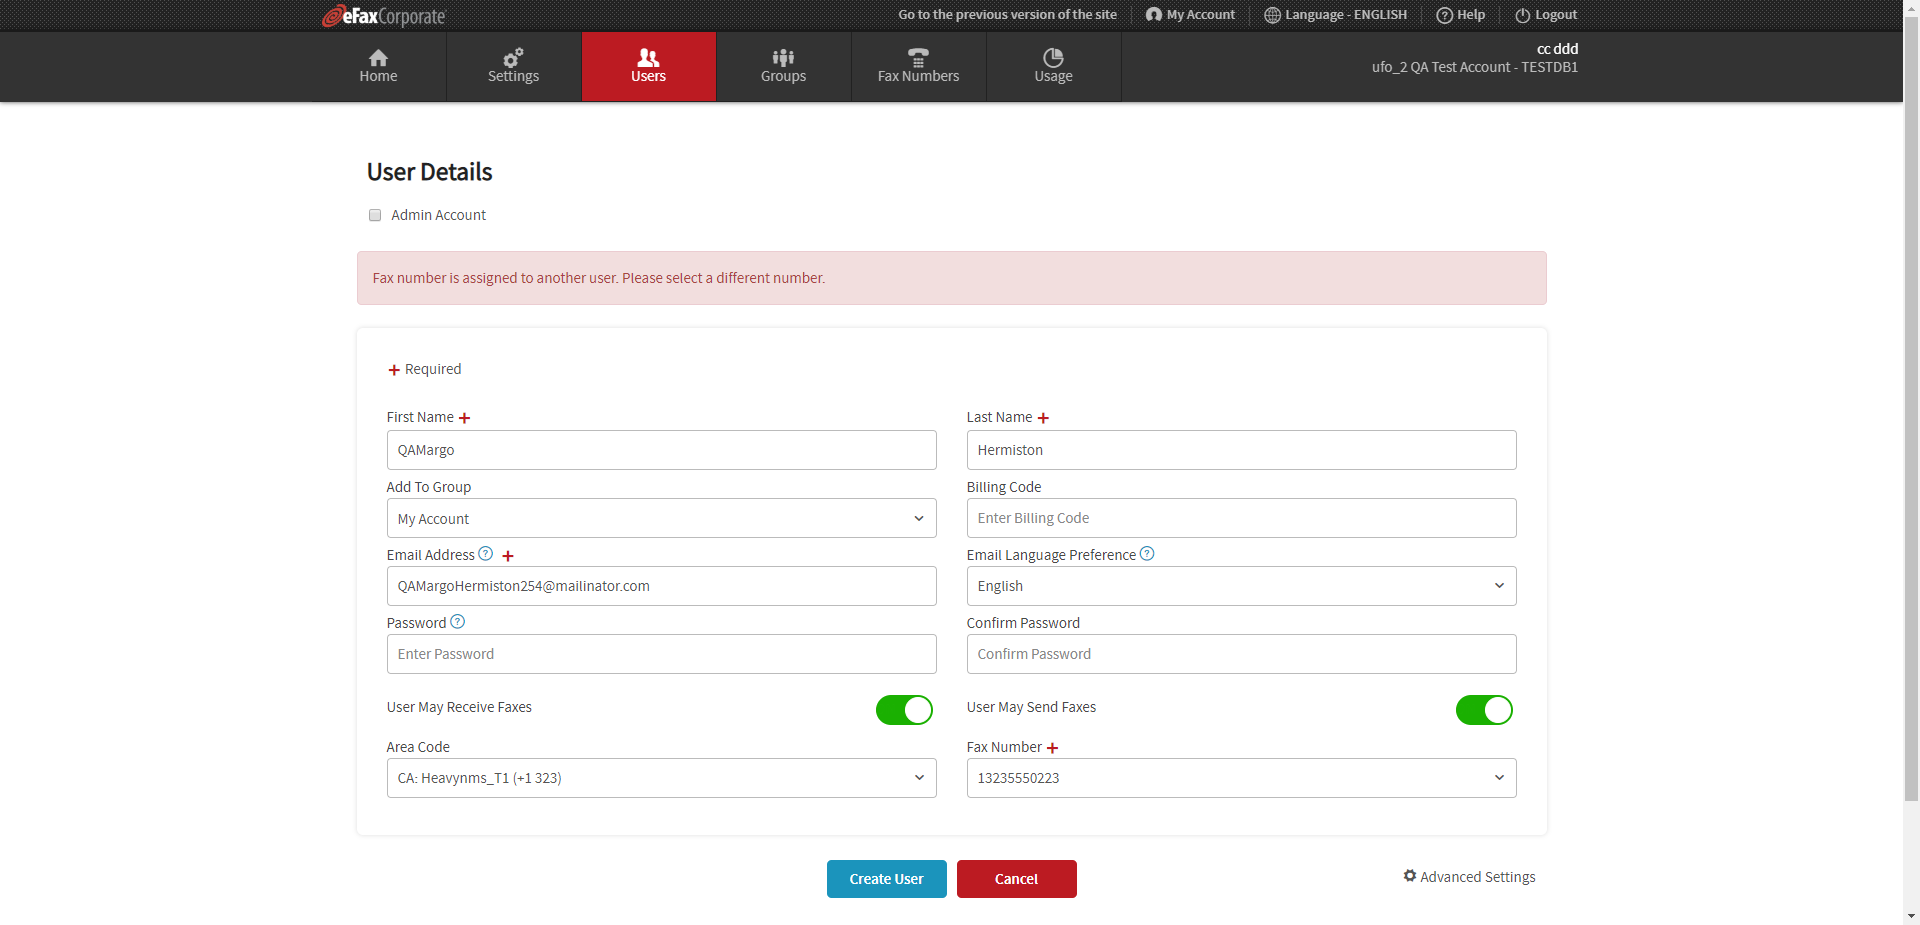 eFaxCorporate
Go to the previous version of the site
My Account
Language - ENGLISH
Help
Logout
Home
Settings
Users
Groups
Fax Numbers
Usage
cc ddd
ufo_2 QA Test Account - TESTDB1
User Details
Admin Account
Fax number is assigned to another user. Please select a different number.
+ Required
First Name +
Last Name +
QAMargo
Hermiston
Add To Group
Billing Code
My Account
Enter Billing Code
Email Address ? +
Email Language Preference ?
QAMargoHermiston254@mailinator.com
English
Password ?
Confirm Password
Enter Password
Confirm Password
User May Receive Faxes
User May Send Faxes
Area Code
Fax Number +
CA: Heavynms_T1 (+1 323)
13235550223
Create User
Cancel
Advanced Settings